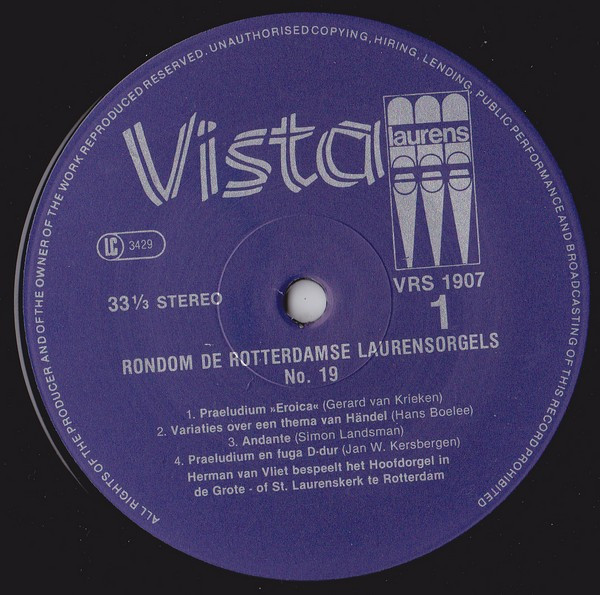 ALL RIGHTS OF THE PRODUCER AND OF THE OWNER OF THE WORK REPRODUCED RESERVED. UNAUTHORISED COPYING, HIRING, LENDING, PUBLIC PERFORMANCE AND BROADCASTING OF THIS RECORD PROHIBITED
Vista
laurens
LC 3429
VRS 1907
33 1/3 STEREO
1
RONDOM DE ROTTERDAMSE LAURENSORGELS
No. 19
1. Praeludium »Eroica« (Gerard van Krieken)
2. Variaties over een thema van Händel (Hans Boelee)
3. Andante (Simon Landsman)
4. Praeludium en fuga D-dur (Jan W. Kersbergen)
Herman van Vliet bespeelt het Hoofdorgel in
de Grote - of St. Laurenskerk te Rotterdam